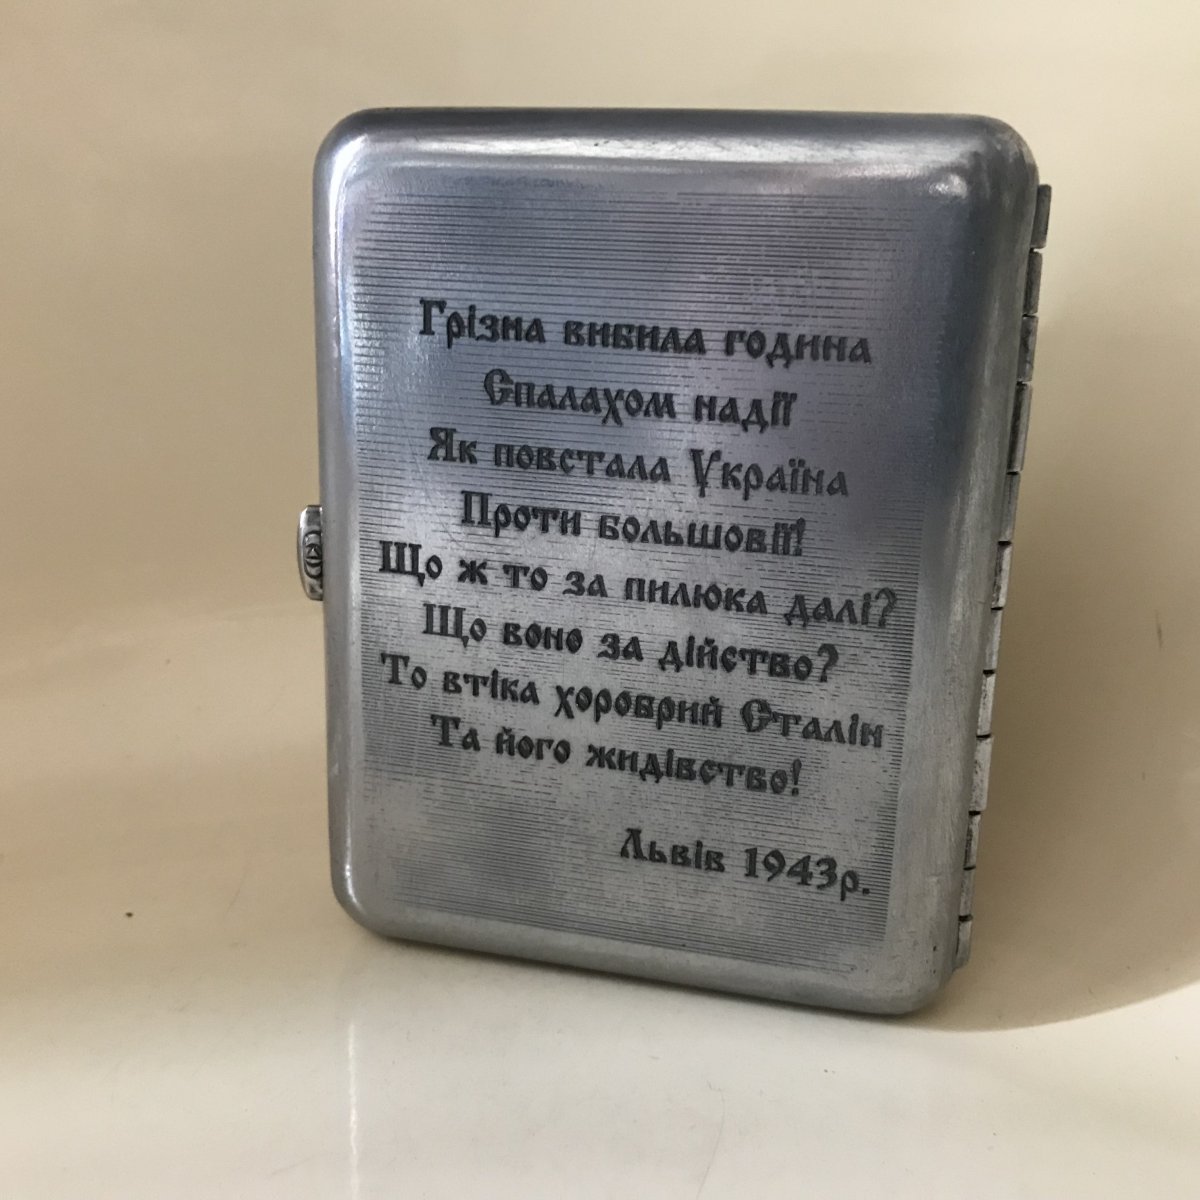 Грізна вибила година
Спалахом надії
Як повстала Україна
Проти большовії!
Що ж то за пилюка далі?
Що воно за дійство?
То втіка хоробрий Сталін
Та його жидівство!
Львів 1943р.